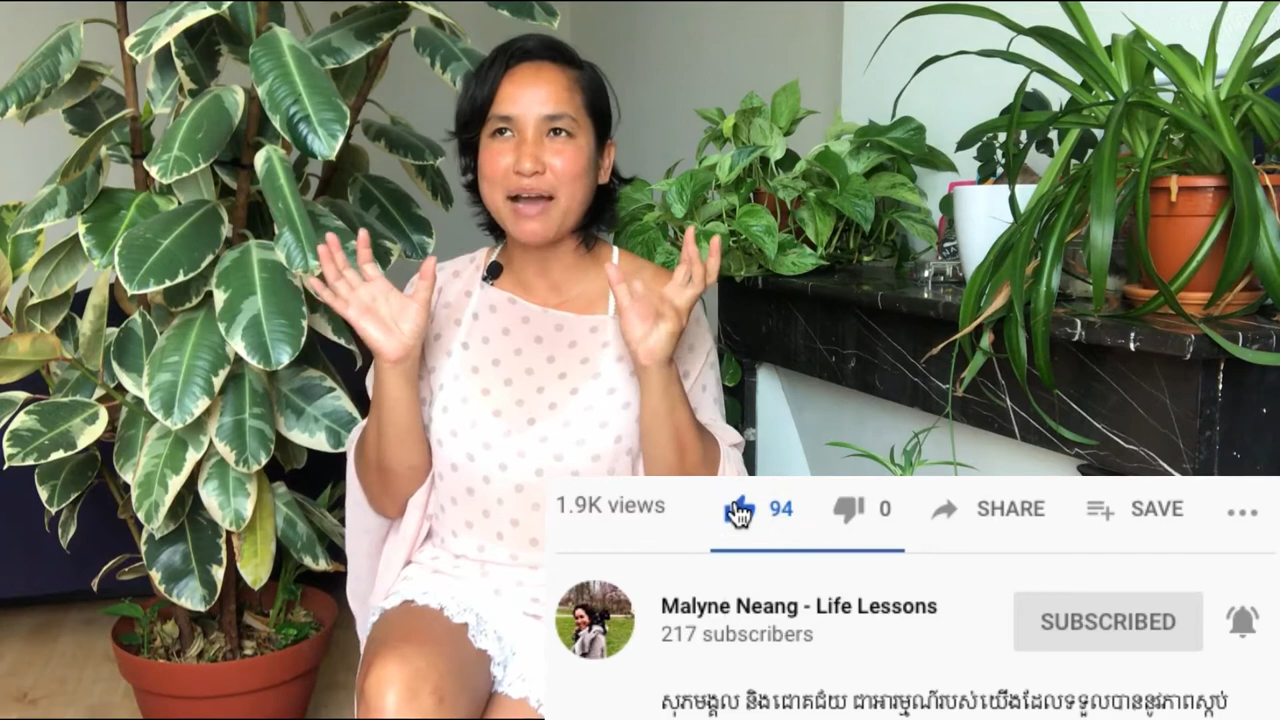 1.9K views 94 0 SHARE SAVE
Malyne Neang - Life Lessons
217 subscribers
SUBSCRIBED
សុភមង្គល និងជោគជ័យ ជាអារម្មណ៍របស់យើងដែលទទួលបាននូវភាពស្កប់